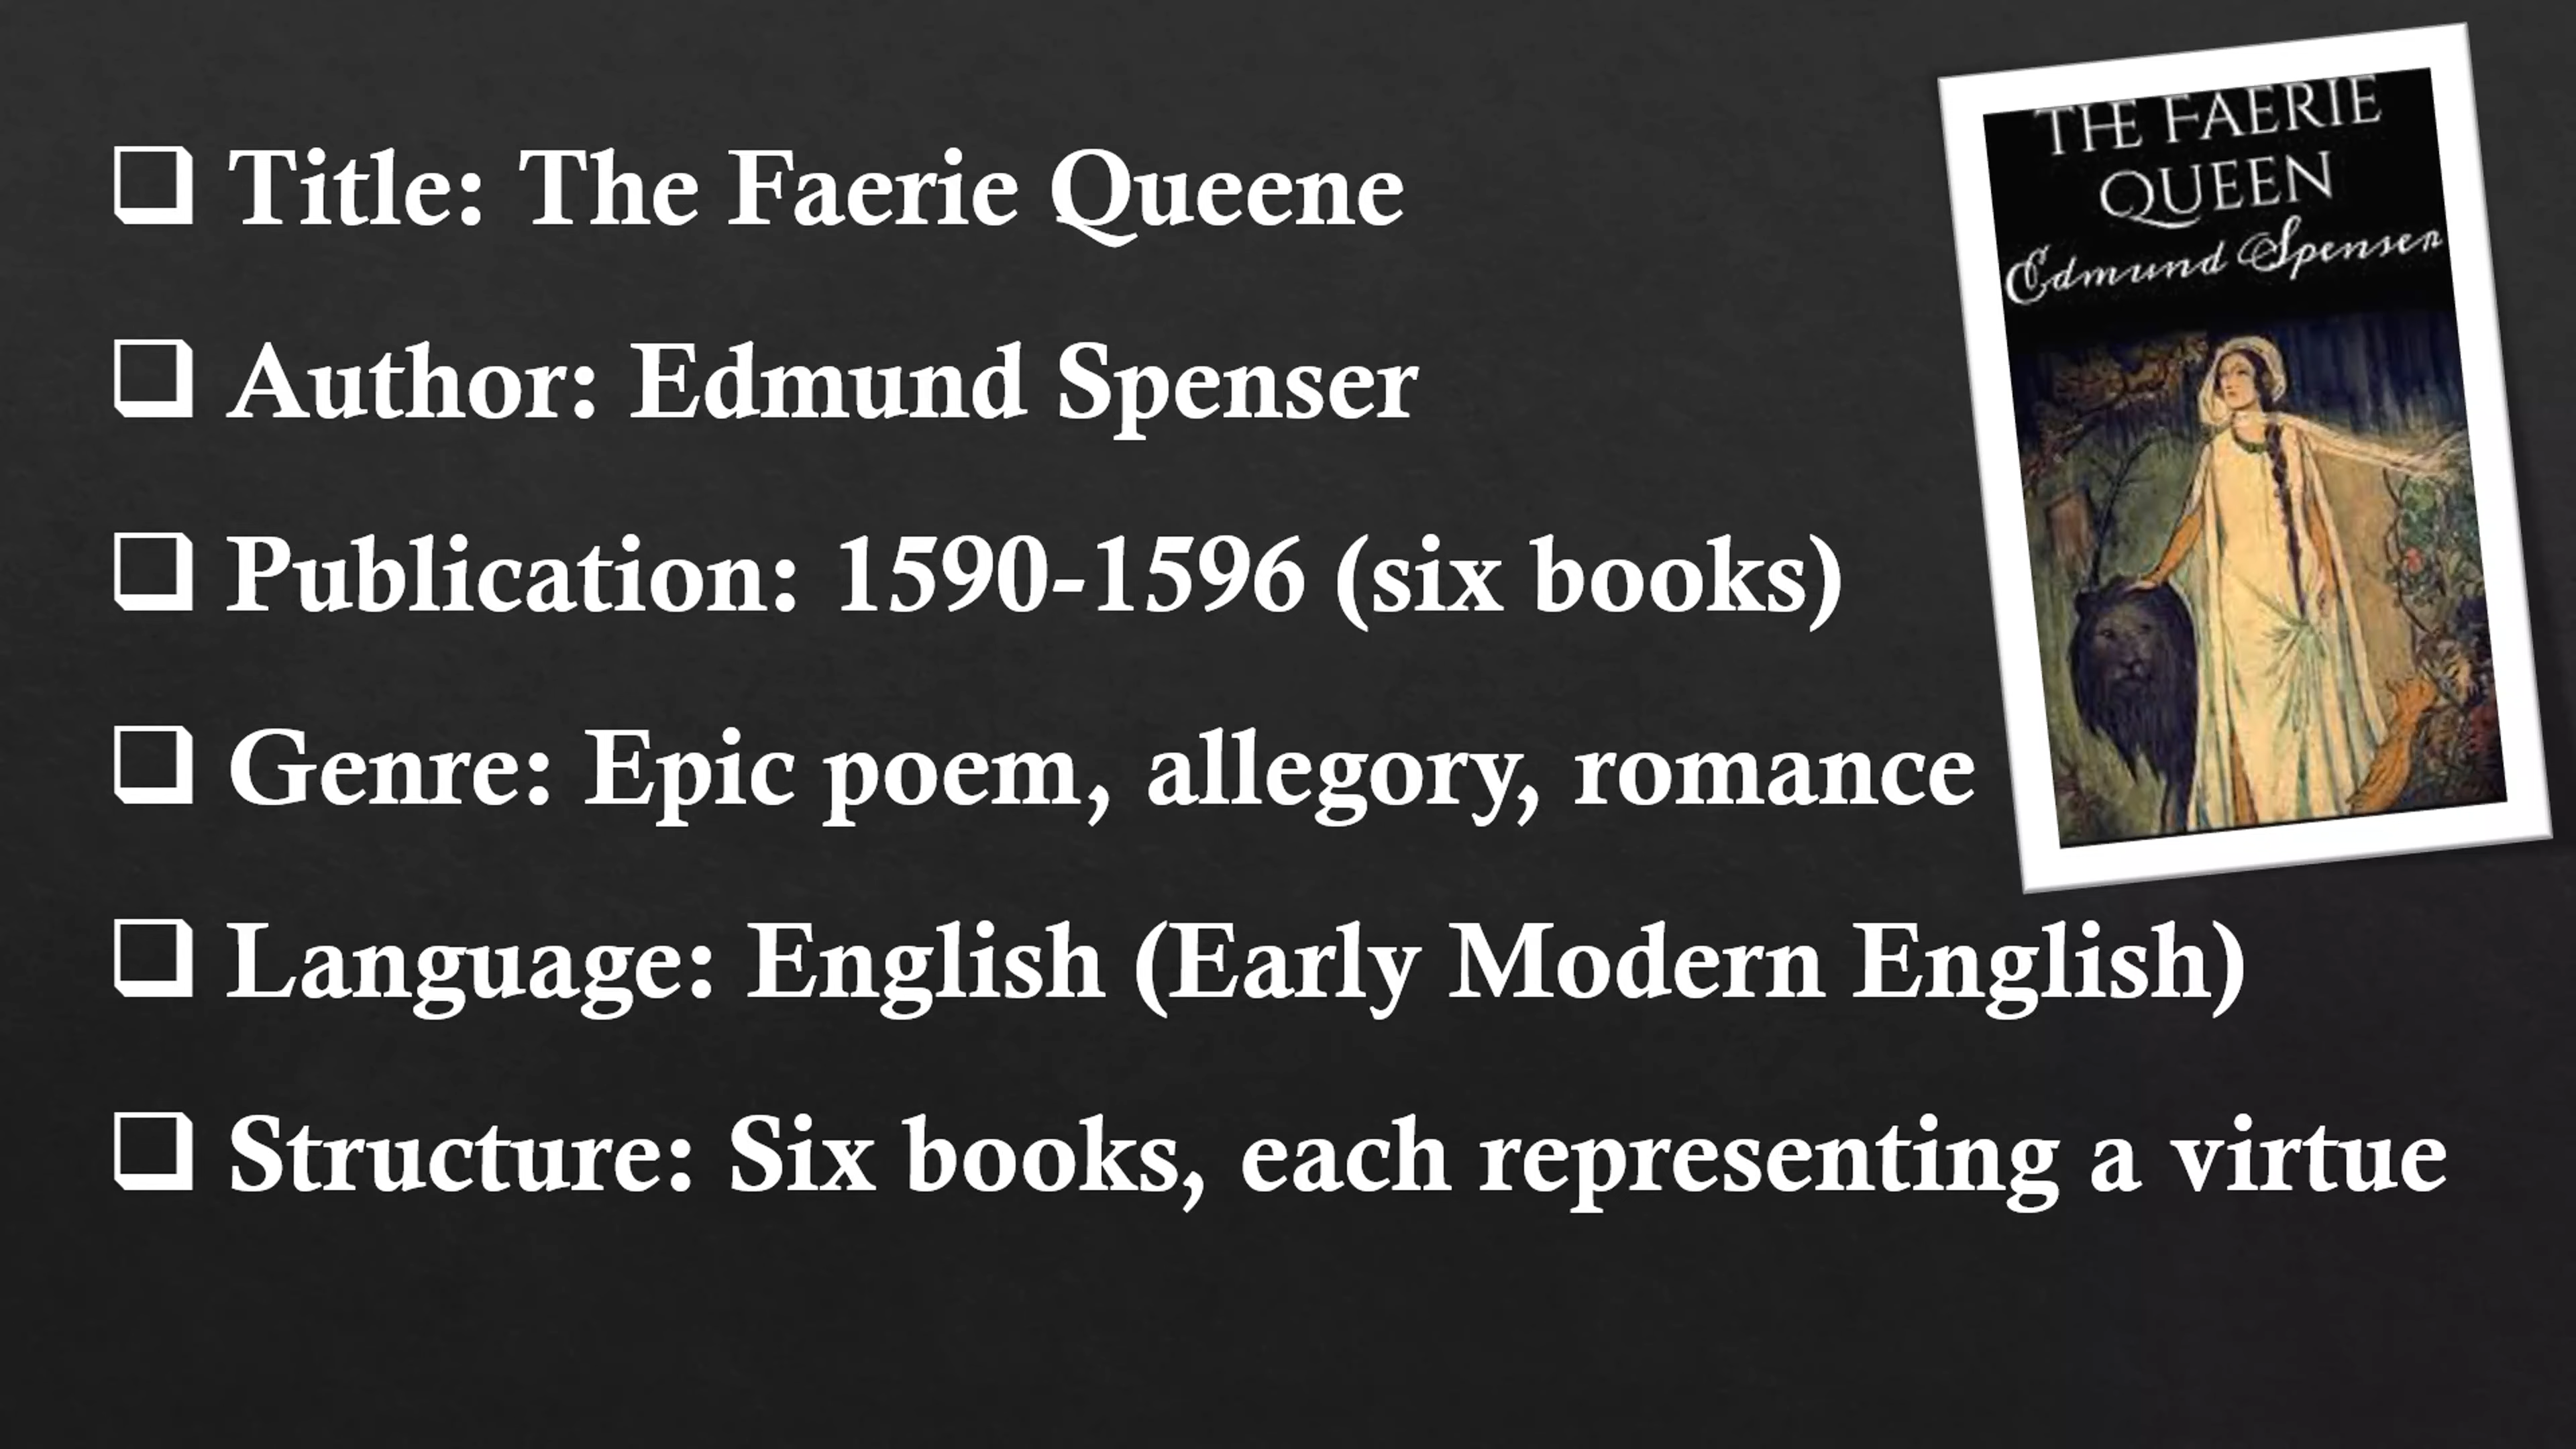 Title: The Faerie Queene
Author: Edmund Spenser
Publication: 1590-1596 (six books)
Genre: Epic poem, allegory, romance
Language: English (Early Modern English)
Structure: Six books, each representing a virtue
THE FAERIE
QUEEN
Edmund Spenser